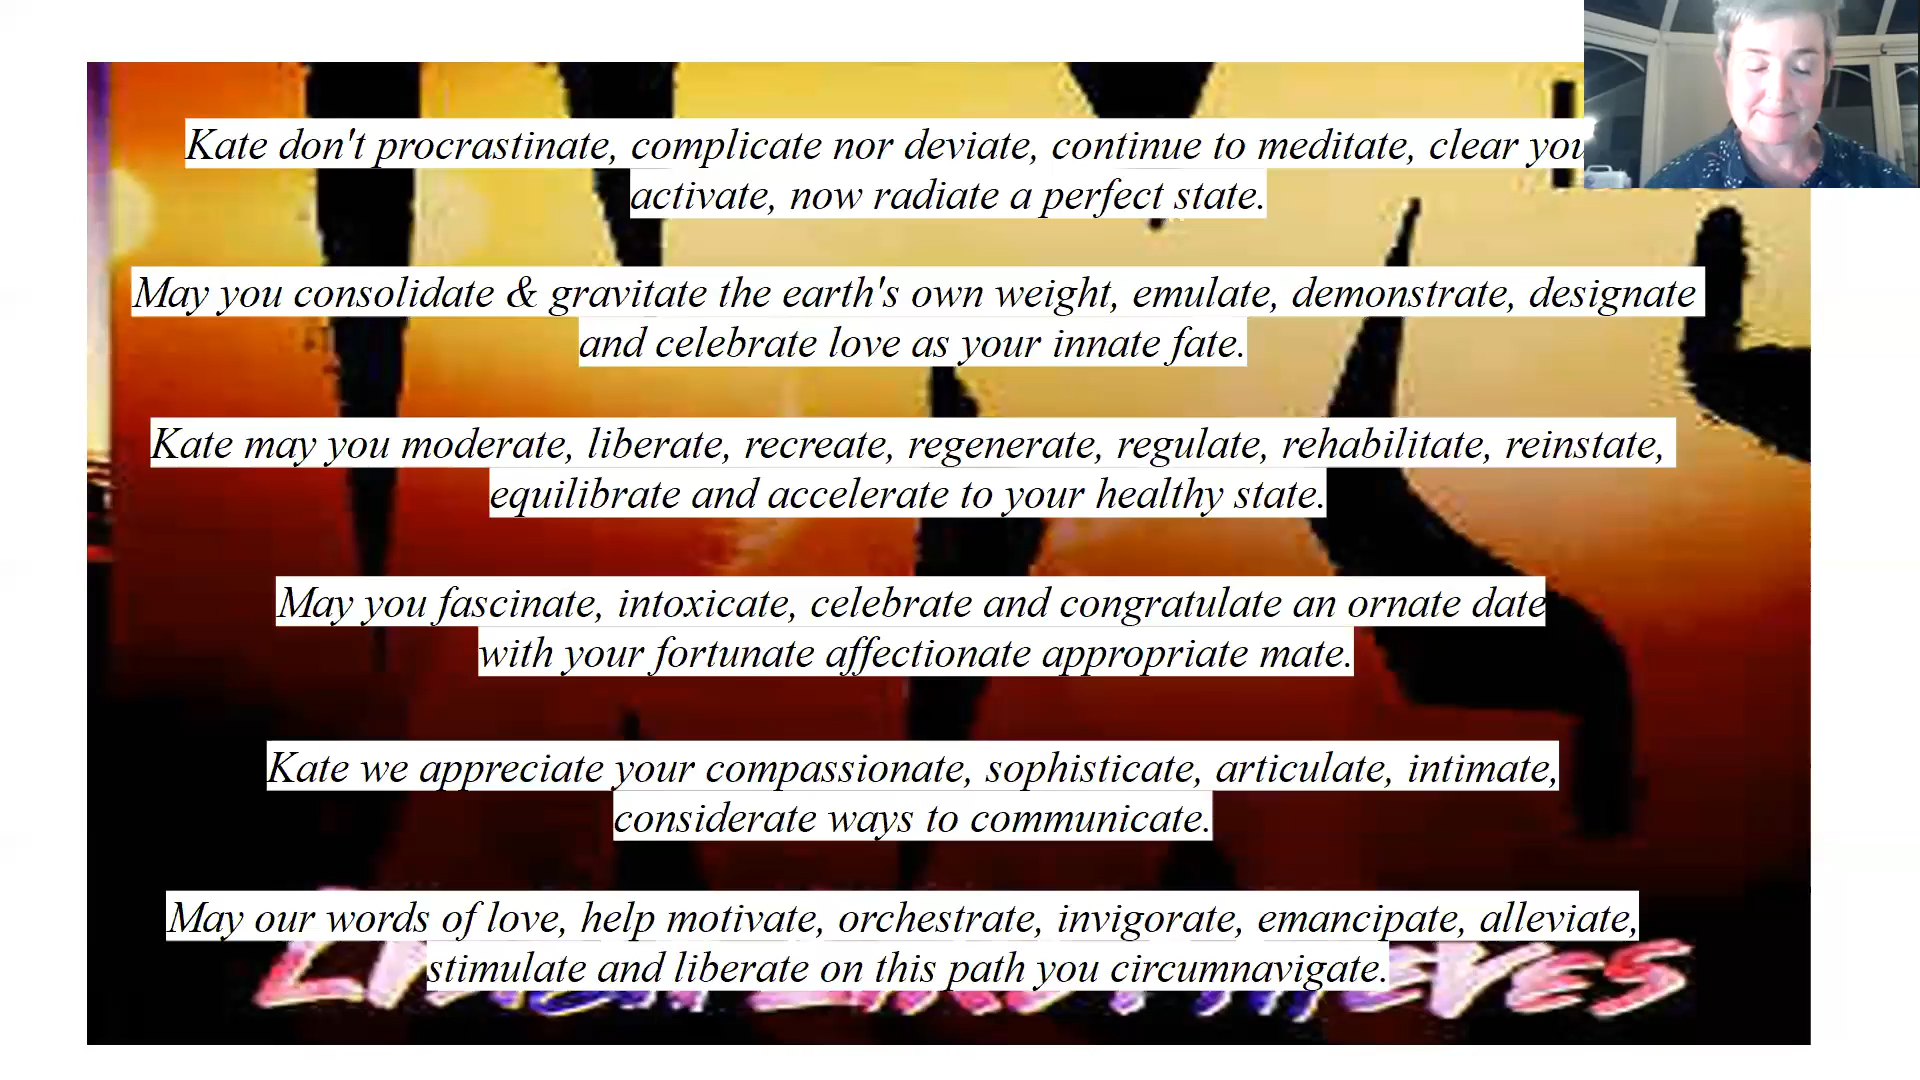 Kate don't procrastinate, complicate nor deviate, continue to meditate, clear
activate, now radiate a perfect state.
May you consolidate & gravitate the earth's own weight, emulate, demonstrate, designate
and celebrate love as your innate fate.
Kate may you moderate, liberate, recreate, regenerate, regulate, rehabilitate, reinstate,
equilibrate and accelerate to your healthy state.
May you fascinate, intoxicate, celebrate and congratulate an ornate date
with your fortunate affectionate appropriate mate.
Kate we appreciate your compassionate, sophisticate, articulate, intimate,
considerate ways to communicate.
May our words of love, help motivate, orchestrate, invigorate, emancipate, alleviate,
stimulate and liberate on this path you circumnavigate.